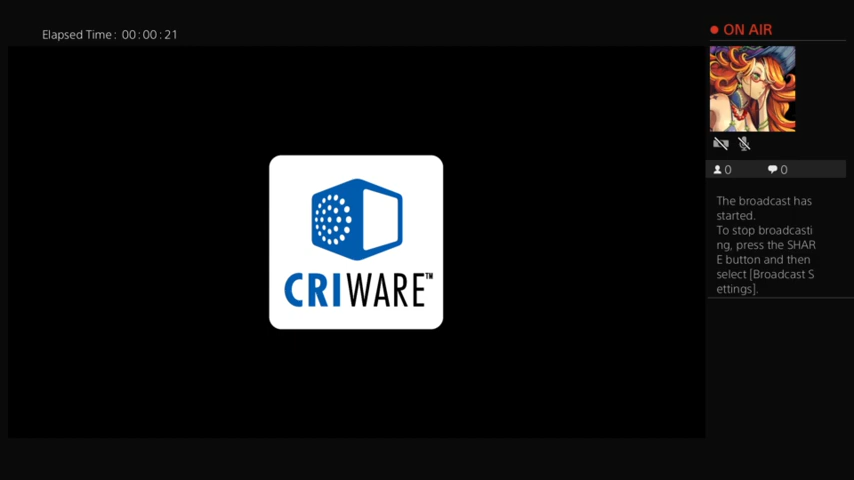 Elapsed Time: 00:00:21
ON AIR
0 0
The broadcast has
started.
To stop broadcasti
ng, press the SHAR
E button and then
select [Broadcast S
ettings].
CRIWARE™